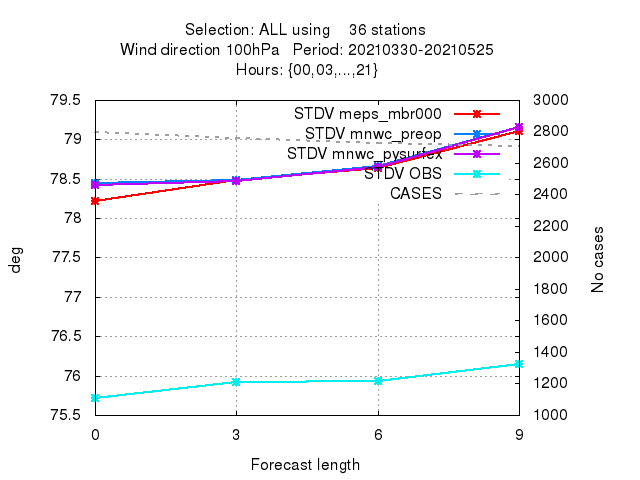 Selection: ALL using 36 stations
Wind direction 100hPa Period: 20210330-20210525
Hours: {00,03,...,21}
79.5
79
78.5
78
77.5
77
76.5
76
75.5
3000
2800
2600
2400
2200
2000
1800
1600
1400
1200
1000
STDV meps_mbr000
STDV mnwc_preop
STDV mnwc_pysurfex
STDV OBS
CASES
deg
No cases
0 3 6 9
Forecast length